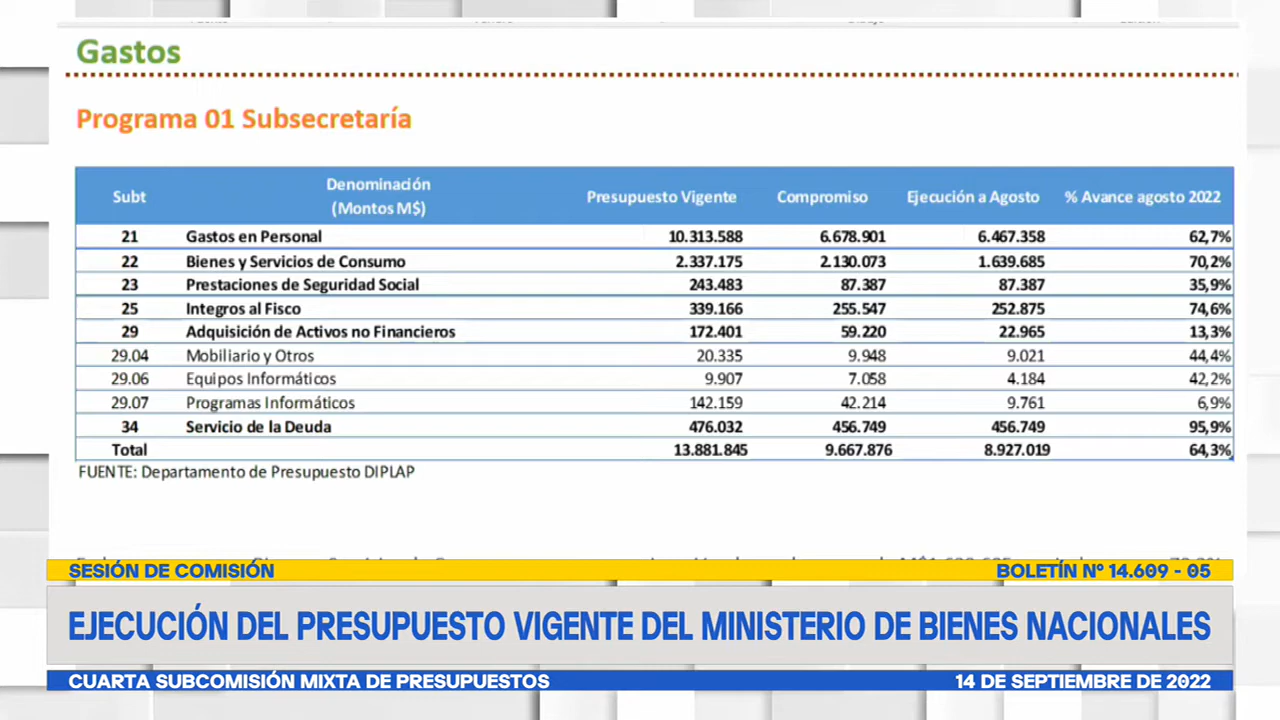 Gastos
Programa 01 Subsecretaría
Subt Denominación (Montos M$) Presupuesto Vigente Compromiso Ejecución a Agosto % Avance agosto 2022
21 Gastos en Personal 10.313.588 6.678.901 6.467.358 62,7%
22 Bienes y Servicios de Consumo 2.337.175 2.130.073 1.639.685 70,2%
23 Prestaciones de Seguridad Social 243.483 87.387 87.387 35,9%
25 Integros al Fisco 339.166 255.547 252.875 74,6%
29 Adquisición de Activos no Financieros 172.401 59.220 22.965 13,3%
29.04 Mobiliario y Otros 20.335 9.948 9.021 44,4%
29.06 Equipos Informáticos 9.907 7.058 4.184 42,2%
29.07 Programas Informáticos 142.159 42.214 9.761 6,9%
34 Servicio de la Deuda 476.032 456.749 456.749 95,9%
Total 13.881.845 9.667.876 8.927.019 64,3%
FUENTE: Departamento de Presupuesto DIPLAP
SESIÓN DE COMISIÓN BOLETÍN Nº 14.609 - 05
EJECUCIÓN DEL PRESUPUESTO VIGENTE DEL MINISTERIO DE BIENES NACIONALES
CUARTA SUBCOMISIÓN MIXTA DE PRESUPUESTOS 14 DE SEPTIEMBRE DE 2022